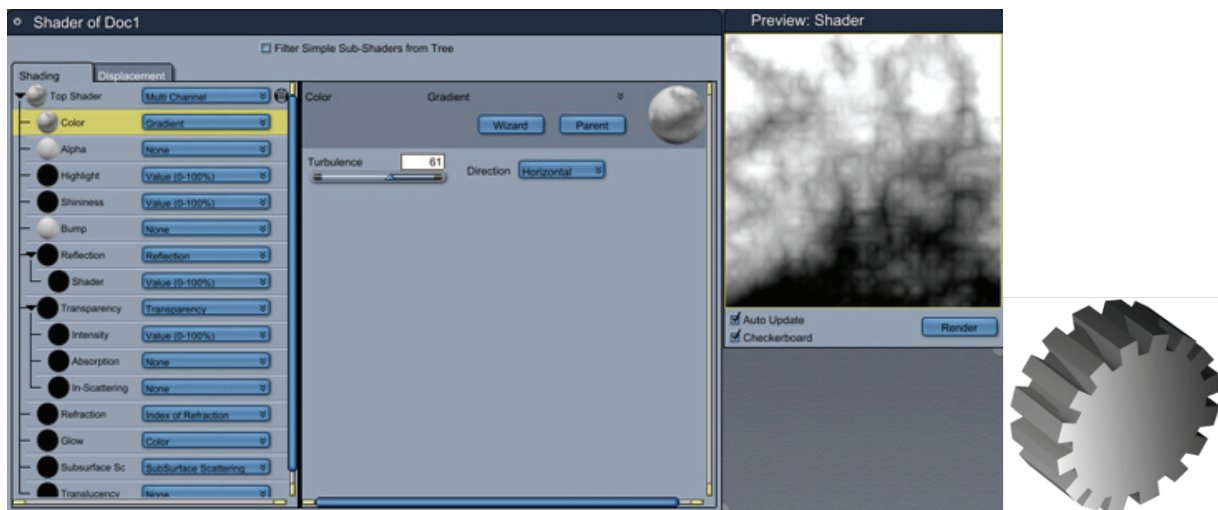 Shader of Doc1
Filter Simple Sub-Shaders from Tree
Shading Displacement
Top Shader Multi Channel
Color Gradient
Alpha None
Highlight Value (0-100%)
Shininess Value (0-100%)
Bump None
Reflection Reflection
Shader Value (0-100%)
Transparency Transparency
Intensity Value (0-100%)
Absorption None
In-Scattering None
Refraction Index of Refraction
Glow Color
Subsurface Sc SubSurface Scattering
Translucency None
Color Gradient
Wizard Parent
Turbulence 61
Direction Horizontal
Preview: Shader
Auto Update
Checkerboard
Render